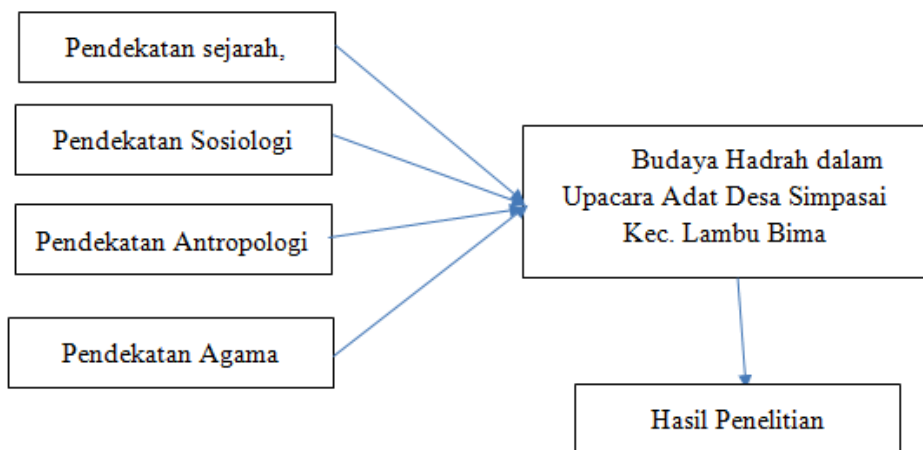 Pendekatan sejarah,
Pendekatan Sosiologi
Pendekatan Antropologi
Pendekatan Agama
Budaya Hadrah dalam
Upacara Adat Desa Simpasai
Kec. Lambu Bima
Hasil Penelitian